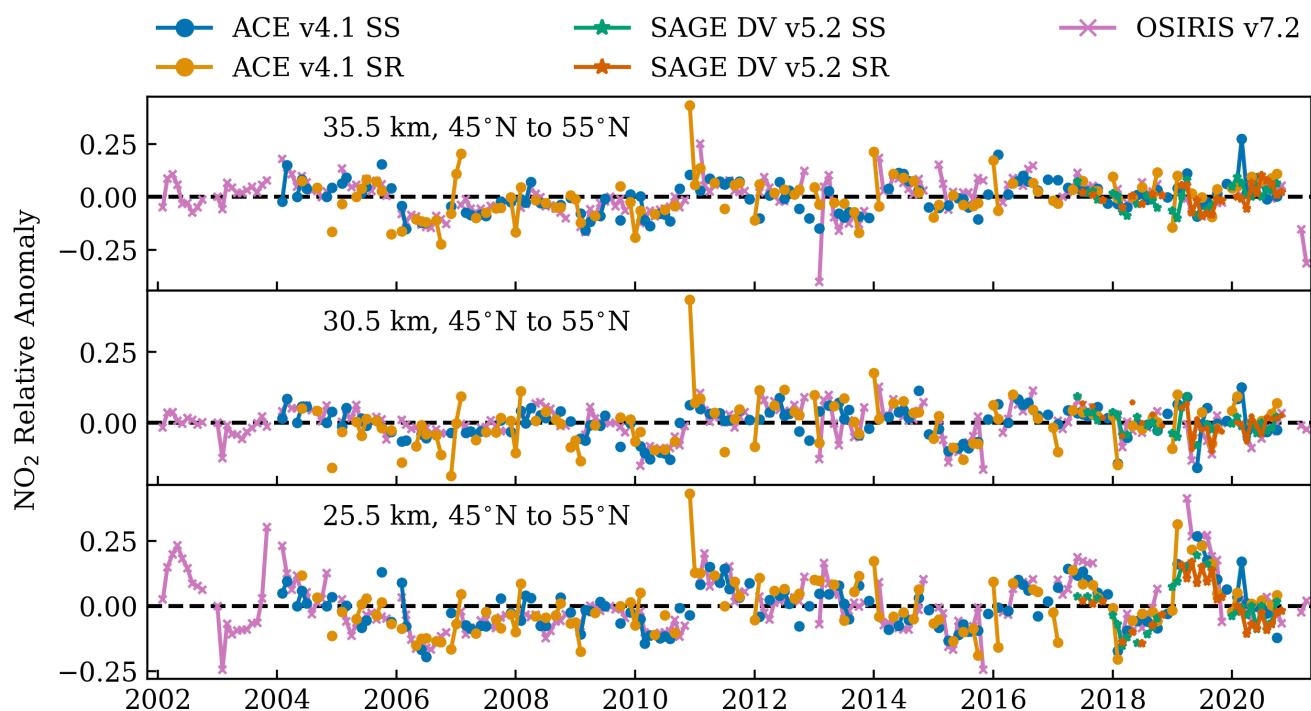 ACE v4.1 SS SAGE DV v5.2 SS OSIRIS v7.2
ACE v4.1 SR SAGE DV v5.2 SR
NO₂ Relative Anomaly
35.5 km, 45°N to 55°N
0.25
0.00
−0.25
30.5 km, 45°N to 55°N
0.25
0.00
25.5 km, 45°N to 55°N
0.25
0.00
−0.25
2002 2004 2006 2008 2010 2012 2014 2016 2018 2020